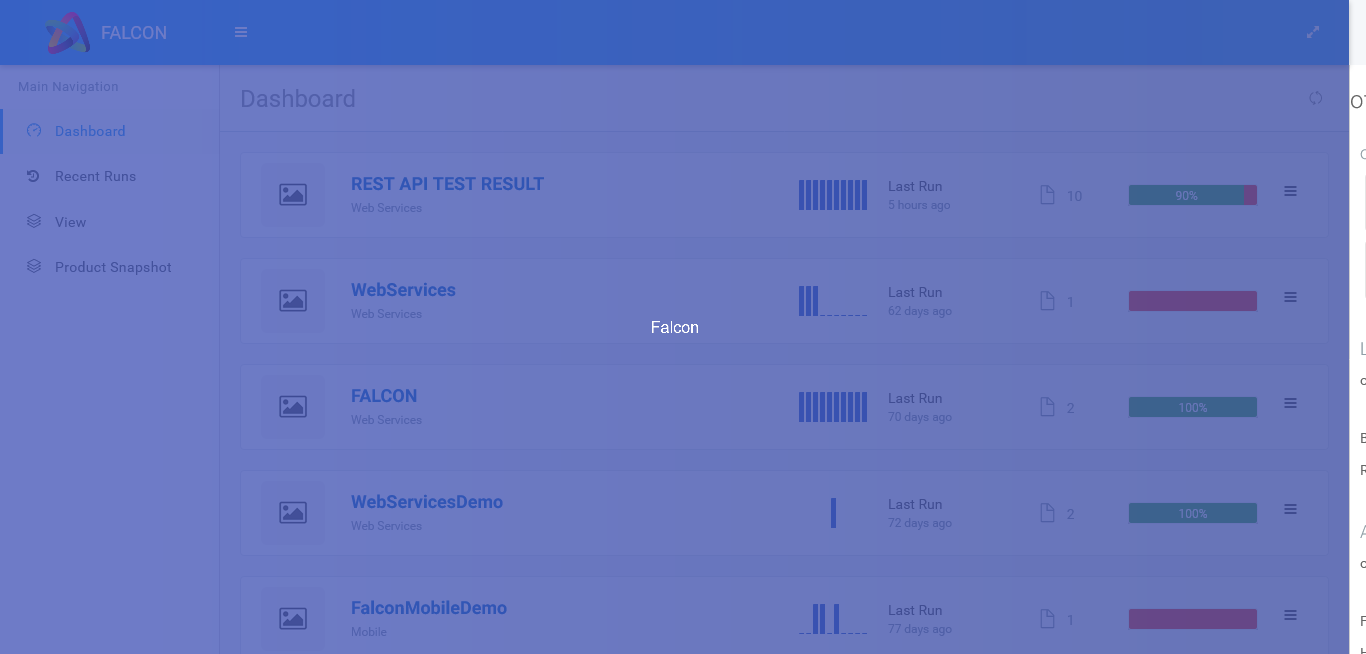 FALCON
Main Navigation
Dashboard
Recent Runs
View
Product Snapshot
Dashboard
REST API TEST RESULT
Web Services
Last Run
5 hours ago
10
90%
WebServices
Web Services
Last Run
62 days ago
1
Falcon
FALCON
Web Services
Last Run
70 days ago
2
100%
WebServicesDemo
Web Services
Last Run
72 days ago
2
100%
FalconMobileDemo
Mobile
Last Run
77 days ago
1